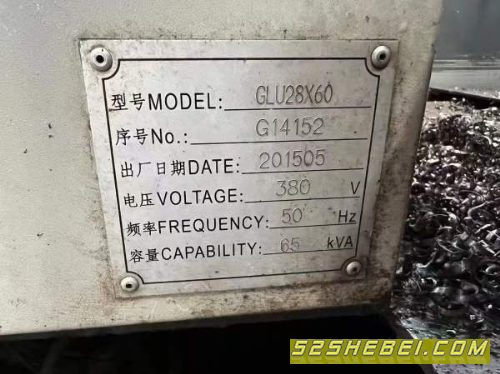 型号MODEL: GLU28X60
序号No.: G14152
出厂日期DATE: 201505
电压VOLTAGE: 380 V
频率FREQUENCY: 50 Hz
容量CAPABILITY: 65 kVA
52SHEBEI.COM